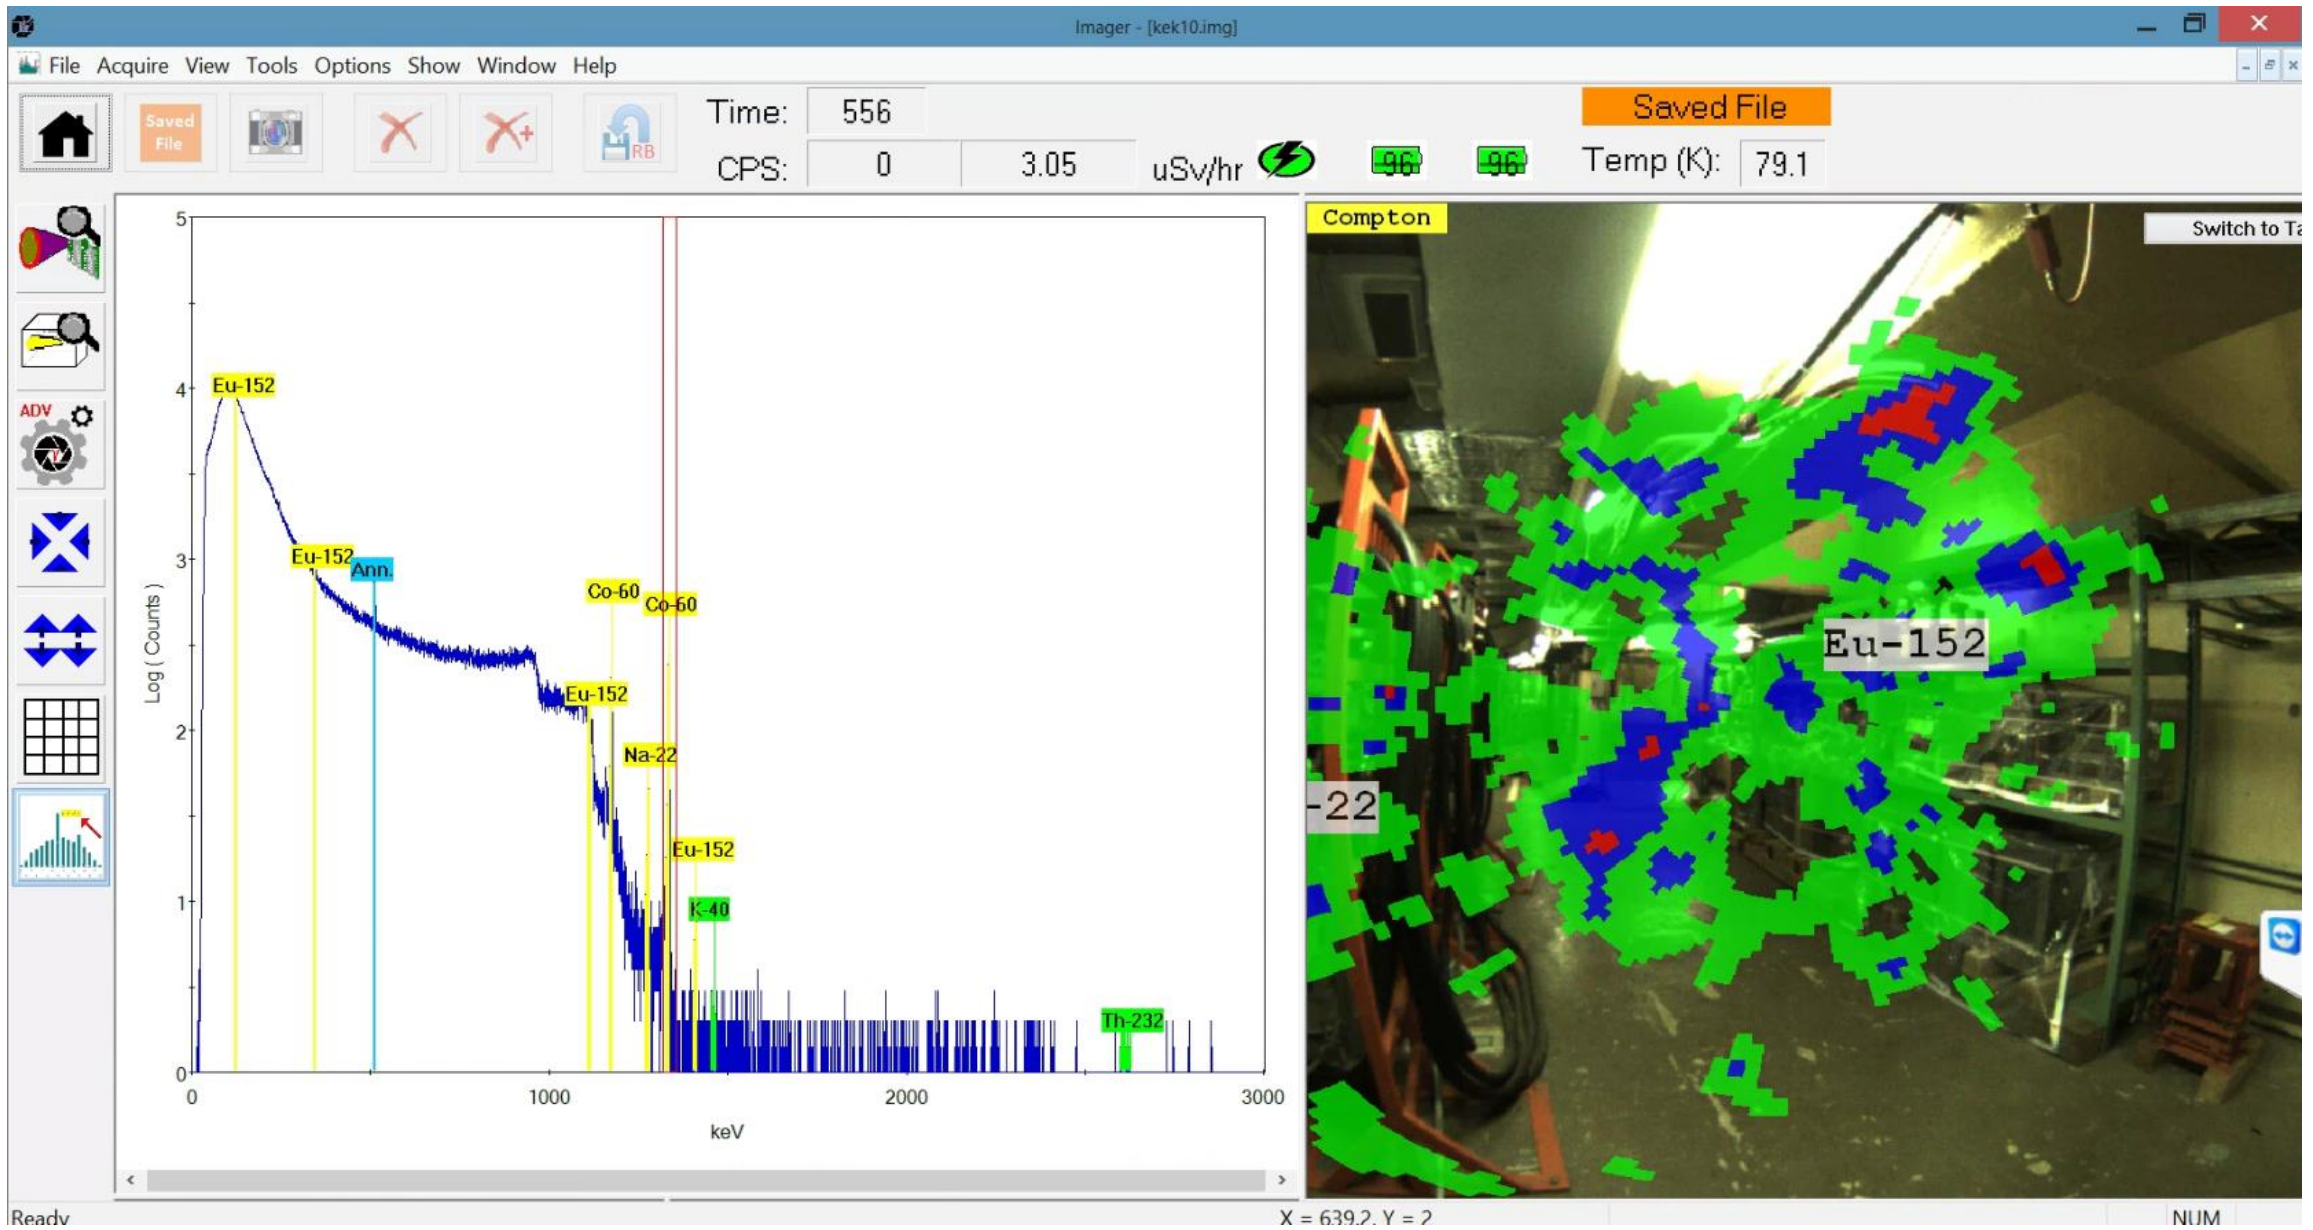 Imager - [kek10.img]
File Acquire View Tools Options Show Window Help
Saved File
RB
Time: 556
CPS: 0 3.05 uSv/hr
96 96
Saved File
Temp (K): 79.1
ADV
Log ( Counts )
5
4
3
2
1
0
Eu-152
Eu-152
Ann.
Co-60
Co-60
Eu-152
Na-22
Eu-152
K-40
Th-232
0 1000 2000 3000
keV
Compton
Switch to Ta
Eu-152
-22
Ready
X = 639.2, Y = 2
NUM